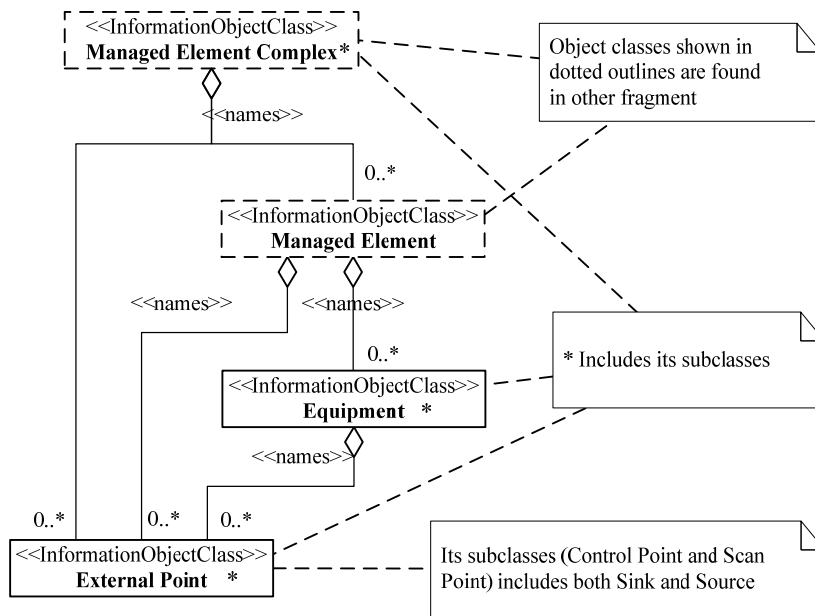 <<InformationObjectClass>>
Managed Element Complex*
Object classes shown in
dotted outlines are found
in other fragment
<<names>>
0..*
<<InformationObjectClass>>
Managed Element
<<names>>
<<names>>
0..*
* Includes its subclasses
<<InformationObjectClass>>
Equipment *
<<names>>
0..*
0..*
0..*
<<InformationObjectClass>>
External Point *
Its subclasses (Control Point and Scan
Point) includes both Sink and Source